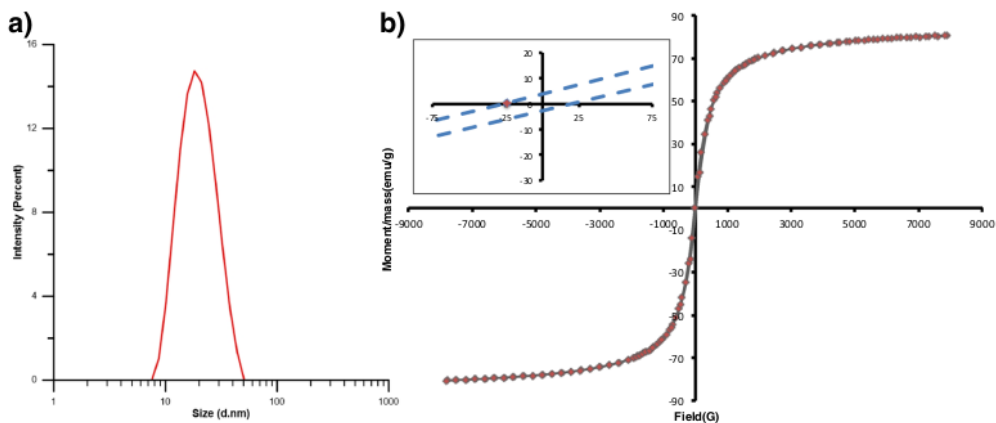 a)
16
12
8
4
0
Intensity (Percent)
1 10 100 1000
Size (d.nm)
b)
90
70
50
30
10
-10
-30
-50
-70
-90
Moment/mass(emu/g)
-9000 -7000 -5000 -3000 -1000 1000 3000 5000 7000 9000
Field(G)
20
10
0
-10
-20
-30
-75 -25 25 75